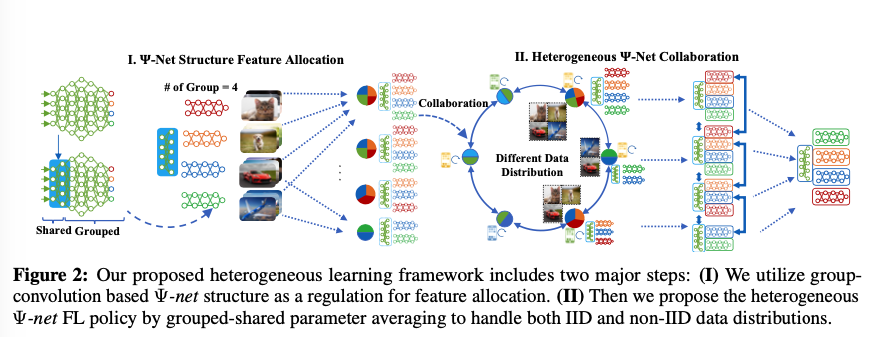 I. Ψ-Net Structure Feature Allocation
# of Group = 4
Shared Grouped
Collaboration
II. Heterogeneous Ψ-Net Collaboration
Different Data
Distribution
Figure 2: Our proposed heterogeneous learning framework includes two major steps: (I) We utilize group-
convolution based Ψ-net structure as a regulation for feature allocation. (II) Then we propose the heterogeneous
Ψ-net FL policy by grouped-shared parameter averaging to handle both IID and non-IID data distributions.